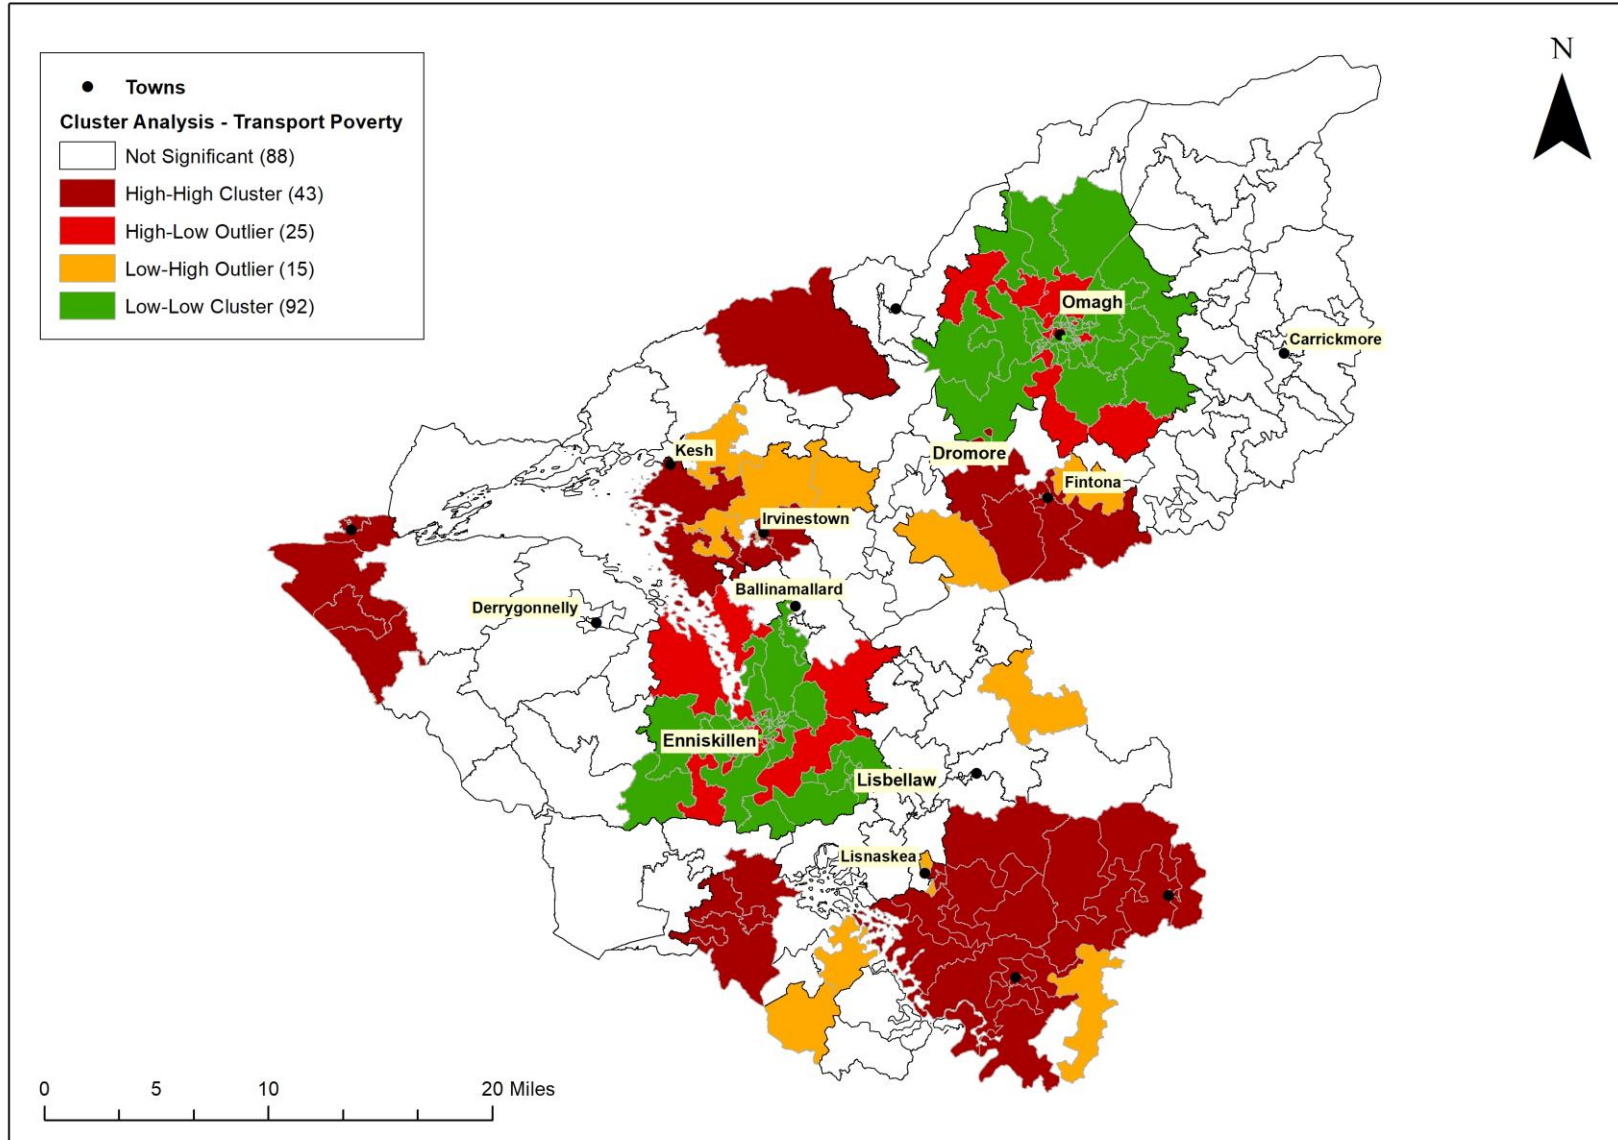 N
Towns
Cluster Analysis - Transport Poverty
Not Significant (88)
High-High Cluster (43)
High-Low Outlier (25)
Low-High Outlier (15)
Low-Low Cluster (92)
Omagh
Carrickmore
Kesh
Dromore
Fintona
Irvinestown
Ballinamallard
Derrygonnelly
Enniskillen
Lisbellaw
Lisnaskea
0 5 10 20 Miles